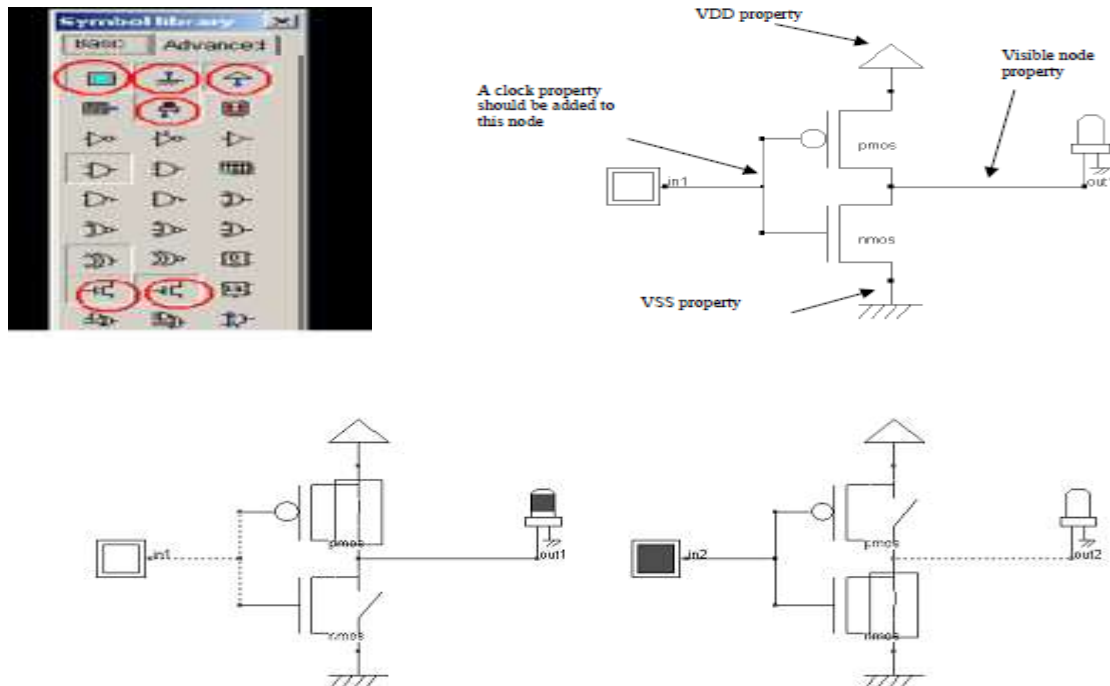 Symbol library
Basic
Advanced
VDD property
Visible node
property
A clock property
should be added to
this node
pmos
in1
out1
nmos
VSS property
pmos
in1
out1
nmos
pmos
in2
out2
nmos